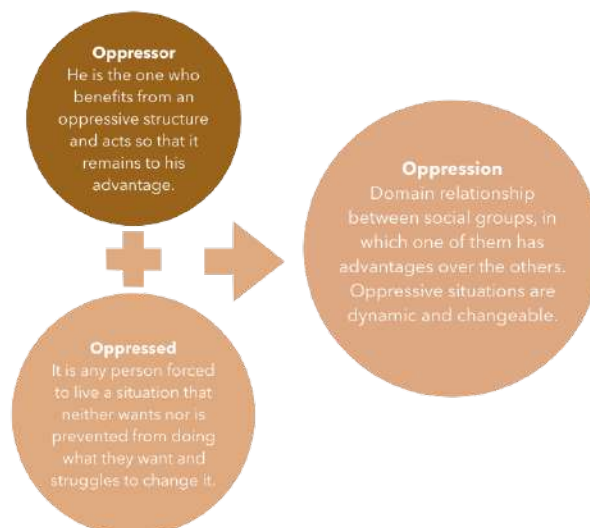 Oppressor
He is the one who
benefits from an
oppressive structure
and acts so that it
remains to his
advantage.
Oppressed
It is any person forced
to live a situation that
neither wants nor is
prevented from doing
what they want and
struggles to change it.
Oppression
Domain relationship
between social groups, in
which one of them has
advantages over the others.
Oppressive situations are
dynamic and changeable.